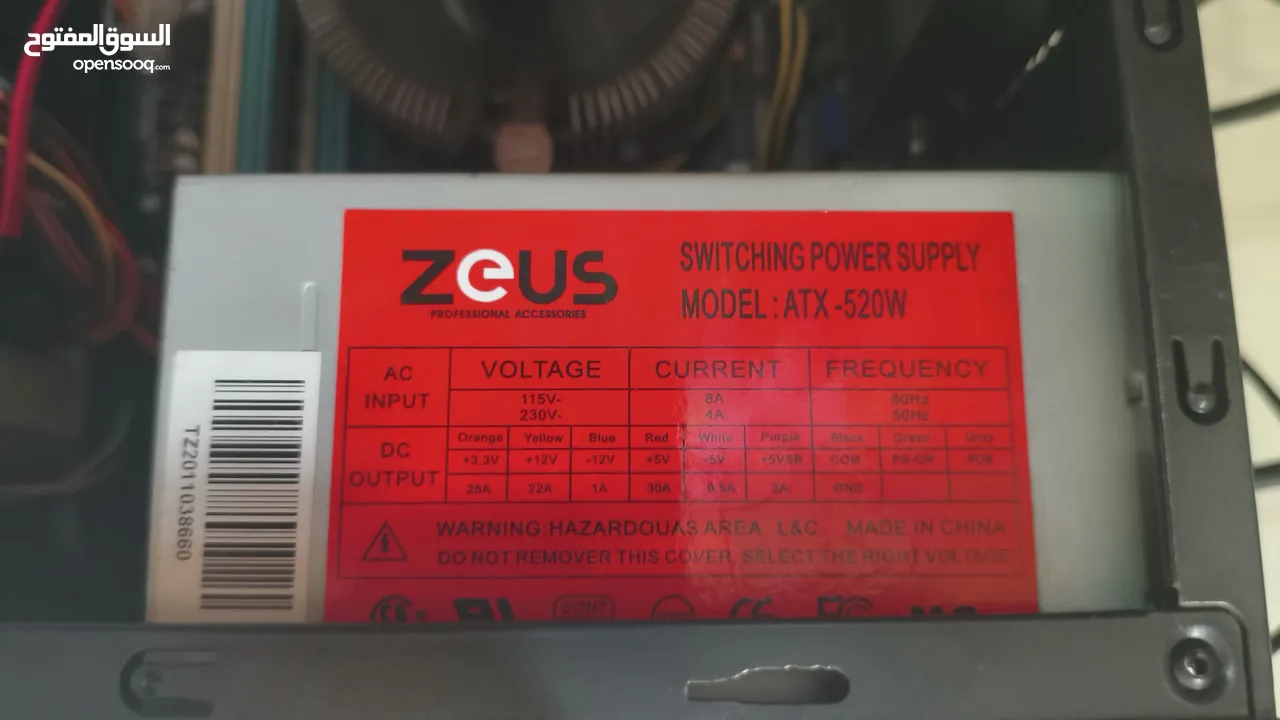 السوق المفتوح
opensooq.com
ZeUS
PROFESSIONAL ACCESSORIES
SWITCHING POWER SUPPLY
MODEL : ATX -520W
AC INPUT
VOLTAGE CURRENT FREQUENCY
115V~ 8A 60Hz
230V~ 4A 50Hz
DC OUTPUT
Orange Yellow Blue Red White Purple Black Green Gray
+3.3V +12V -12V +5V -5V +5VSB COM PS-ON POK
28A 22A 1A 30A 0.5A 2A GND
WARNING:HAZARDOUAS AREA L&C MADE IN CHINA
DO NOT REMOVER THIS COVER, SELECT THE RIGHT VOLTAGE
TZ2011038660